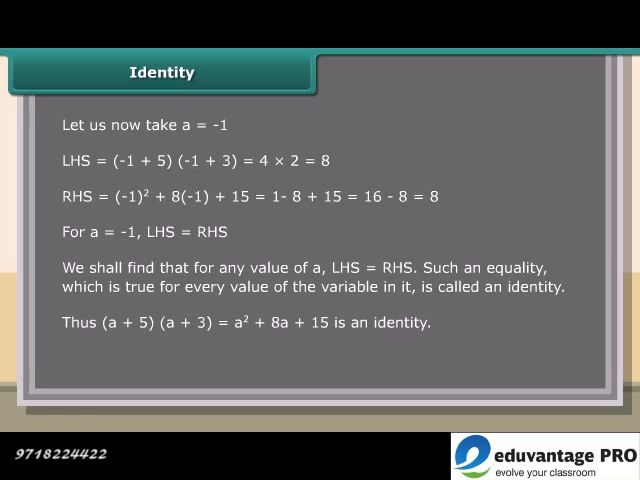 Identity
Let us now take a = -1
LHS = (-1 + 5) (-1 + 3) = 4 × 2 = 8
RHS = (-1)² + 8(-1) + 15 = 1- 8 + 15 = 16 - 8 = 8
For a = -1, LHS = RHS
We shall find that for any value of a, LHS = RHS. Such an equality,
which is true for every value of the variable in it, is called an identity.
Thus (a + 5) (a + 3) = a² + 8a + 15 is an identity.
9718224422
eduvantage PRO
evolve your classroom